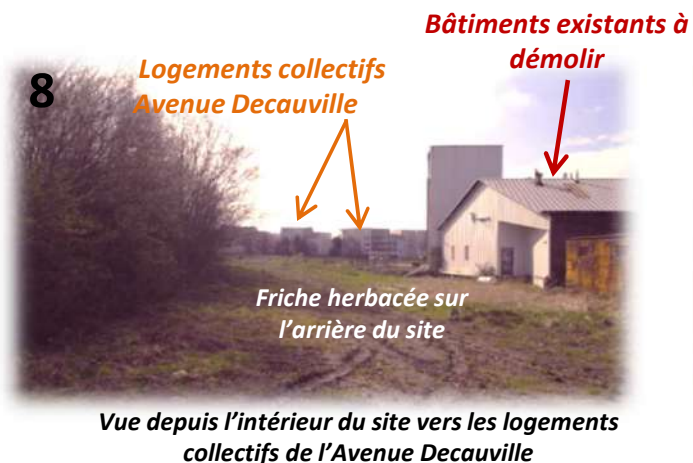 Bâtiments existants à
démolir
Logements collectifs
Avenue Decauville
8
Friche herbacée sur
l’arrière du site
Vue depuis l’intérieur du site vers les logements
collectifs de l’Avenue Decauville